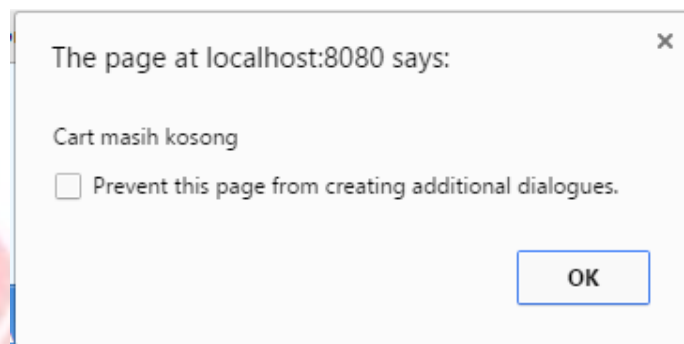 The page at localhost:8080 says:
Cart masih kosong
Prevent this page from creating additional dialogues.
OK